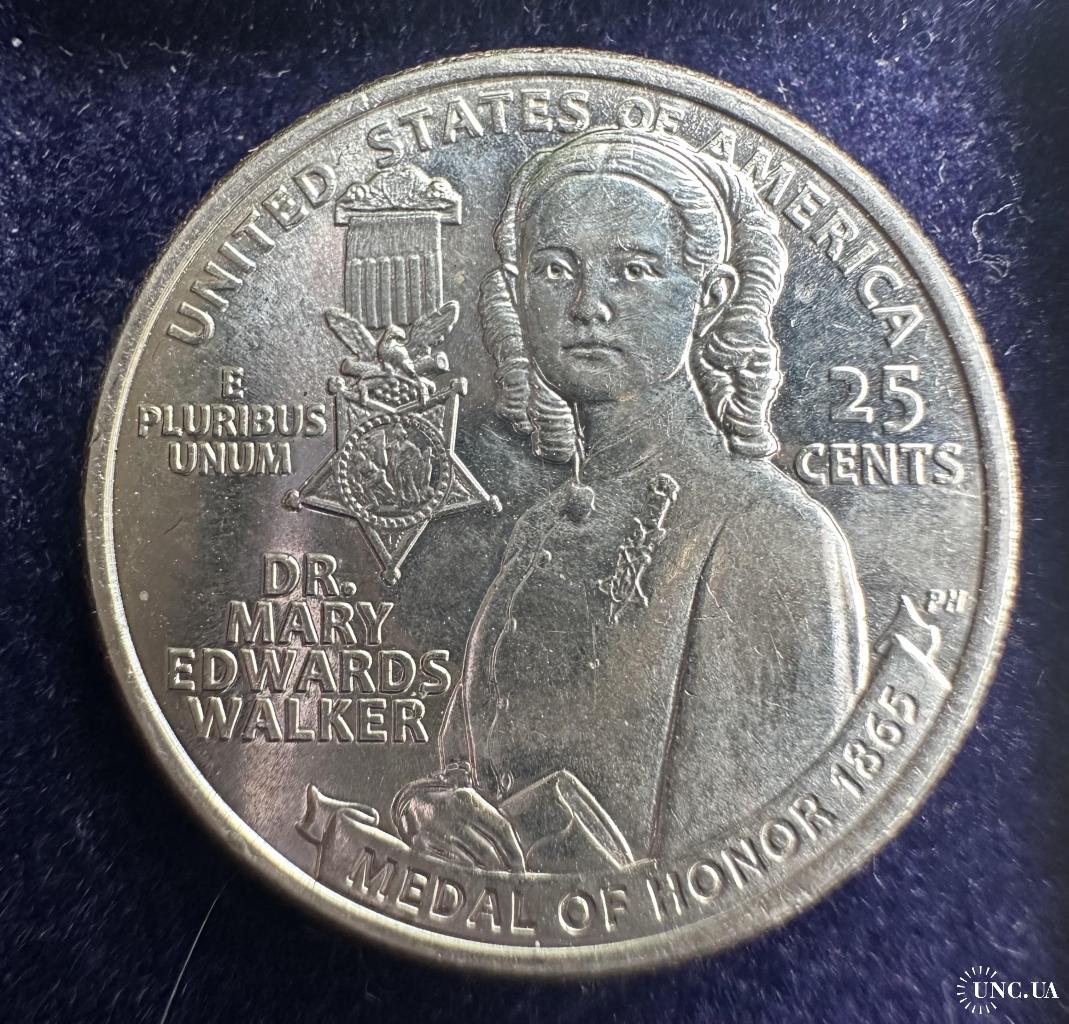 UNITED STATES OF AMERICA
E
PLURIBUS
UNUM
25
CENTS
DR.
MARY
EDWARDS
WALKER
PH
MEDAL OF HONOR 1865
UNC.UA